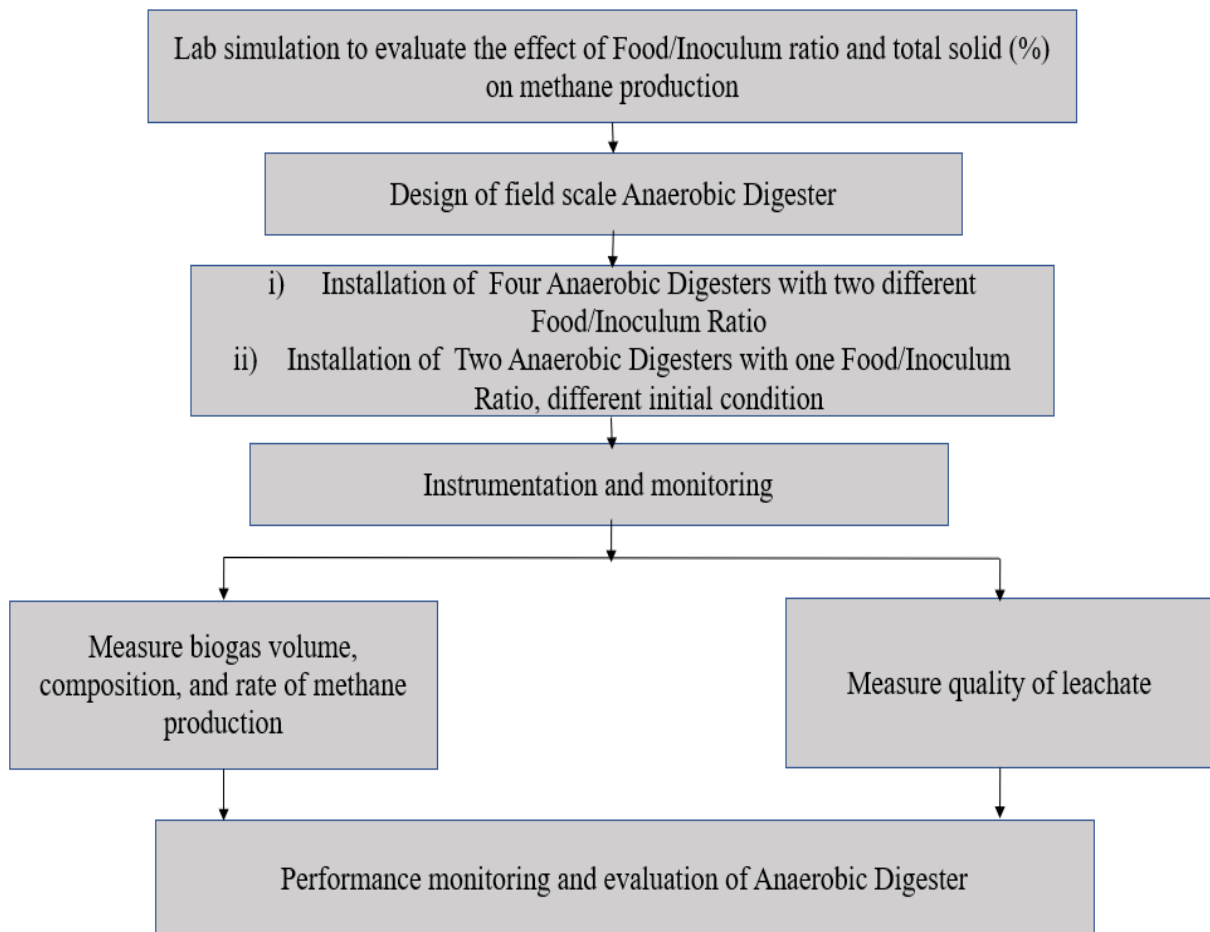 Lab simulation to evaluate the effect of Food/Inoculum ratio and total solid (%)
on methane production
Design of field scale Anaerobic Digester
i) Installation of Four Anaerobic Digesters with two different
Food/Inoculum Ratio
ii) Installation of Two Anaerobic Digesters with one Food/Inoculum
Ratio, different initial condition
Instrumentation and monitoring
Measure biogas volume,
composition, and rate of methane
production
Measure quality of leachate
Performance monitoring and evaluation of Anaerobic Digester